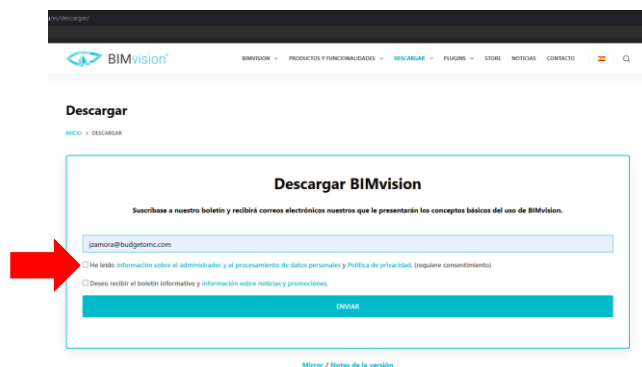 es/descargar/
BIMvision®
BIMVISION PRODUCTOS Y FUNCIONALIDADES DESCARGAR PLUGINS STORE NOTICIAS CONTACTO
Descargar
INICIO > DESCARGAR
Descargar BIMvision
Suscríbase a nuestro boletín y recibirá correos electrónicos nuestros que le presentarán los conceptos básicos del uso de BIMvision.
jzamora@budgetomc.com
He leído información sobre el administrador y el procesamiento de datos personales y Política de privacidad. (requiere consentimiento)
Deseo recibir el boletín informativo y información sobre noticias y promociones.
ENVIAR
Mirror / Notas de la versión